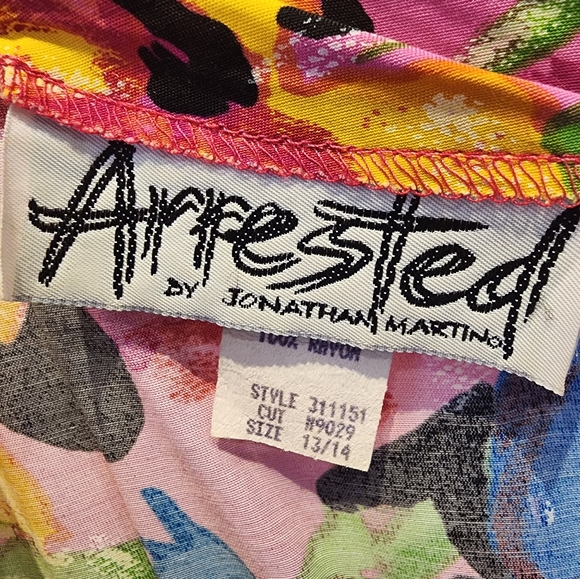 Arrested
BY JONATHAN MARTIN
100% RAYON
STYLE 311151
CUT #9029
SIZE 13/14